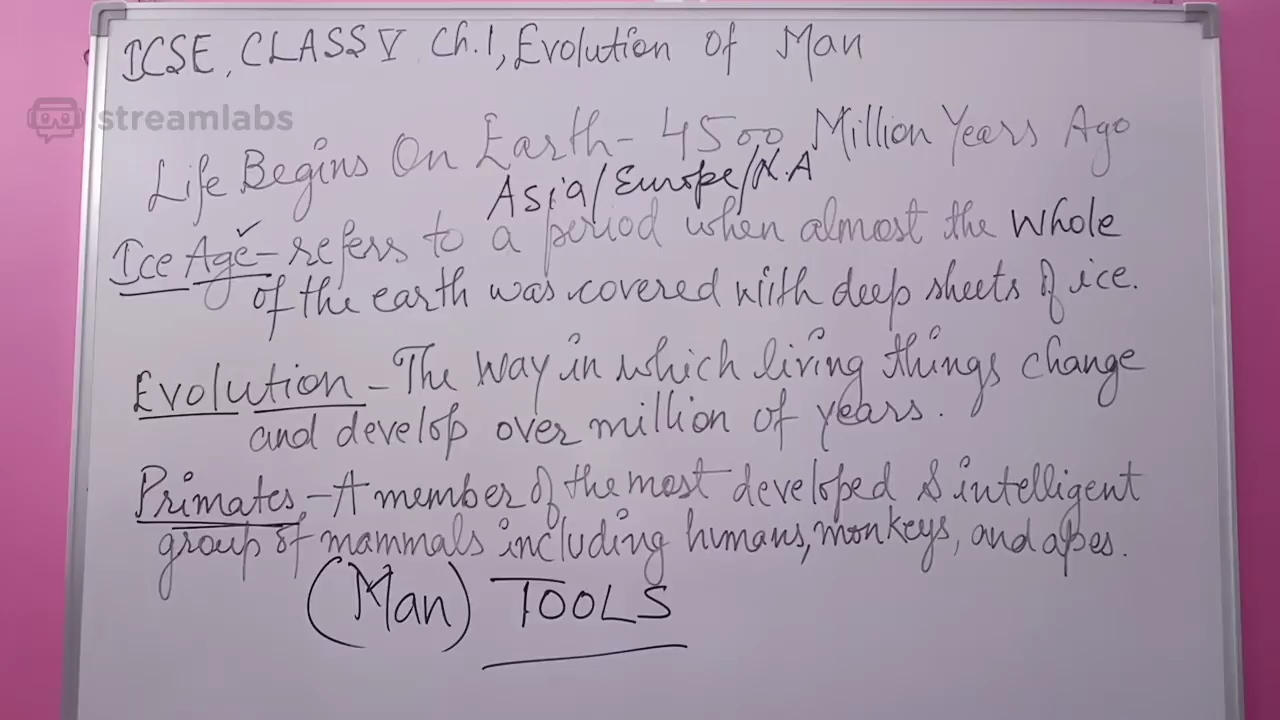 ICSE, CLASS V Ch.1, Evolution Of Man
streamlabs
Life Begins On Earth - 4500 Million Years Ago
Asia/Europe/N.A
Ice Age - refers to a period when almost the whole
of the earth was covered with deep sheets of ice.
Evolution - The way in which living things change
and develop over million of years.
Primates - A member of the most developed & intelligent
group of mammals including humans, monkeys, and apes.
(Man) TOOLS